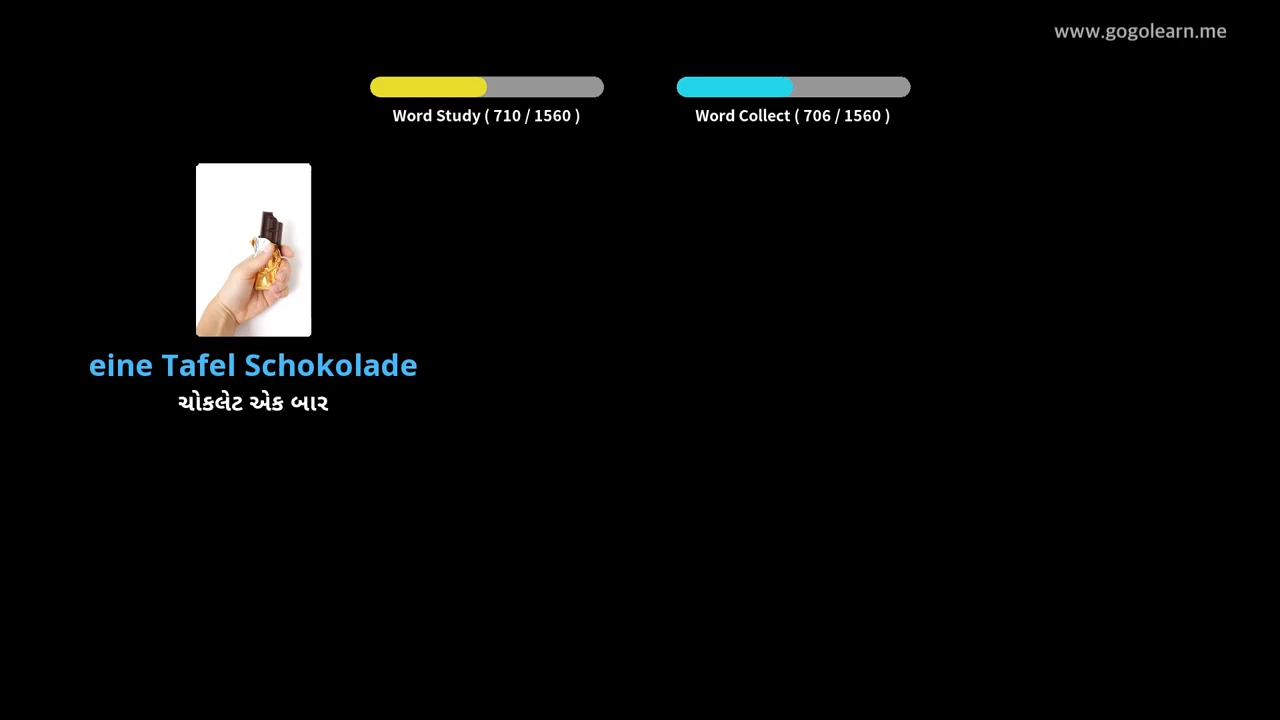 www.gogolearn.me
Word Study ( 710 / 1560 )
Word Collect ( 706 / 1560 )
eine Tafel Schokolade
ચોકલેટ એક બાર